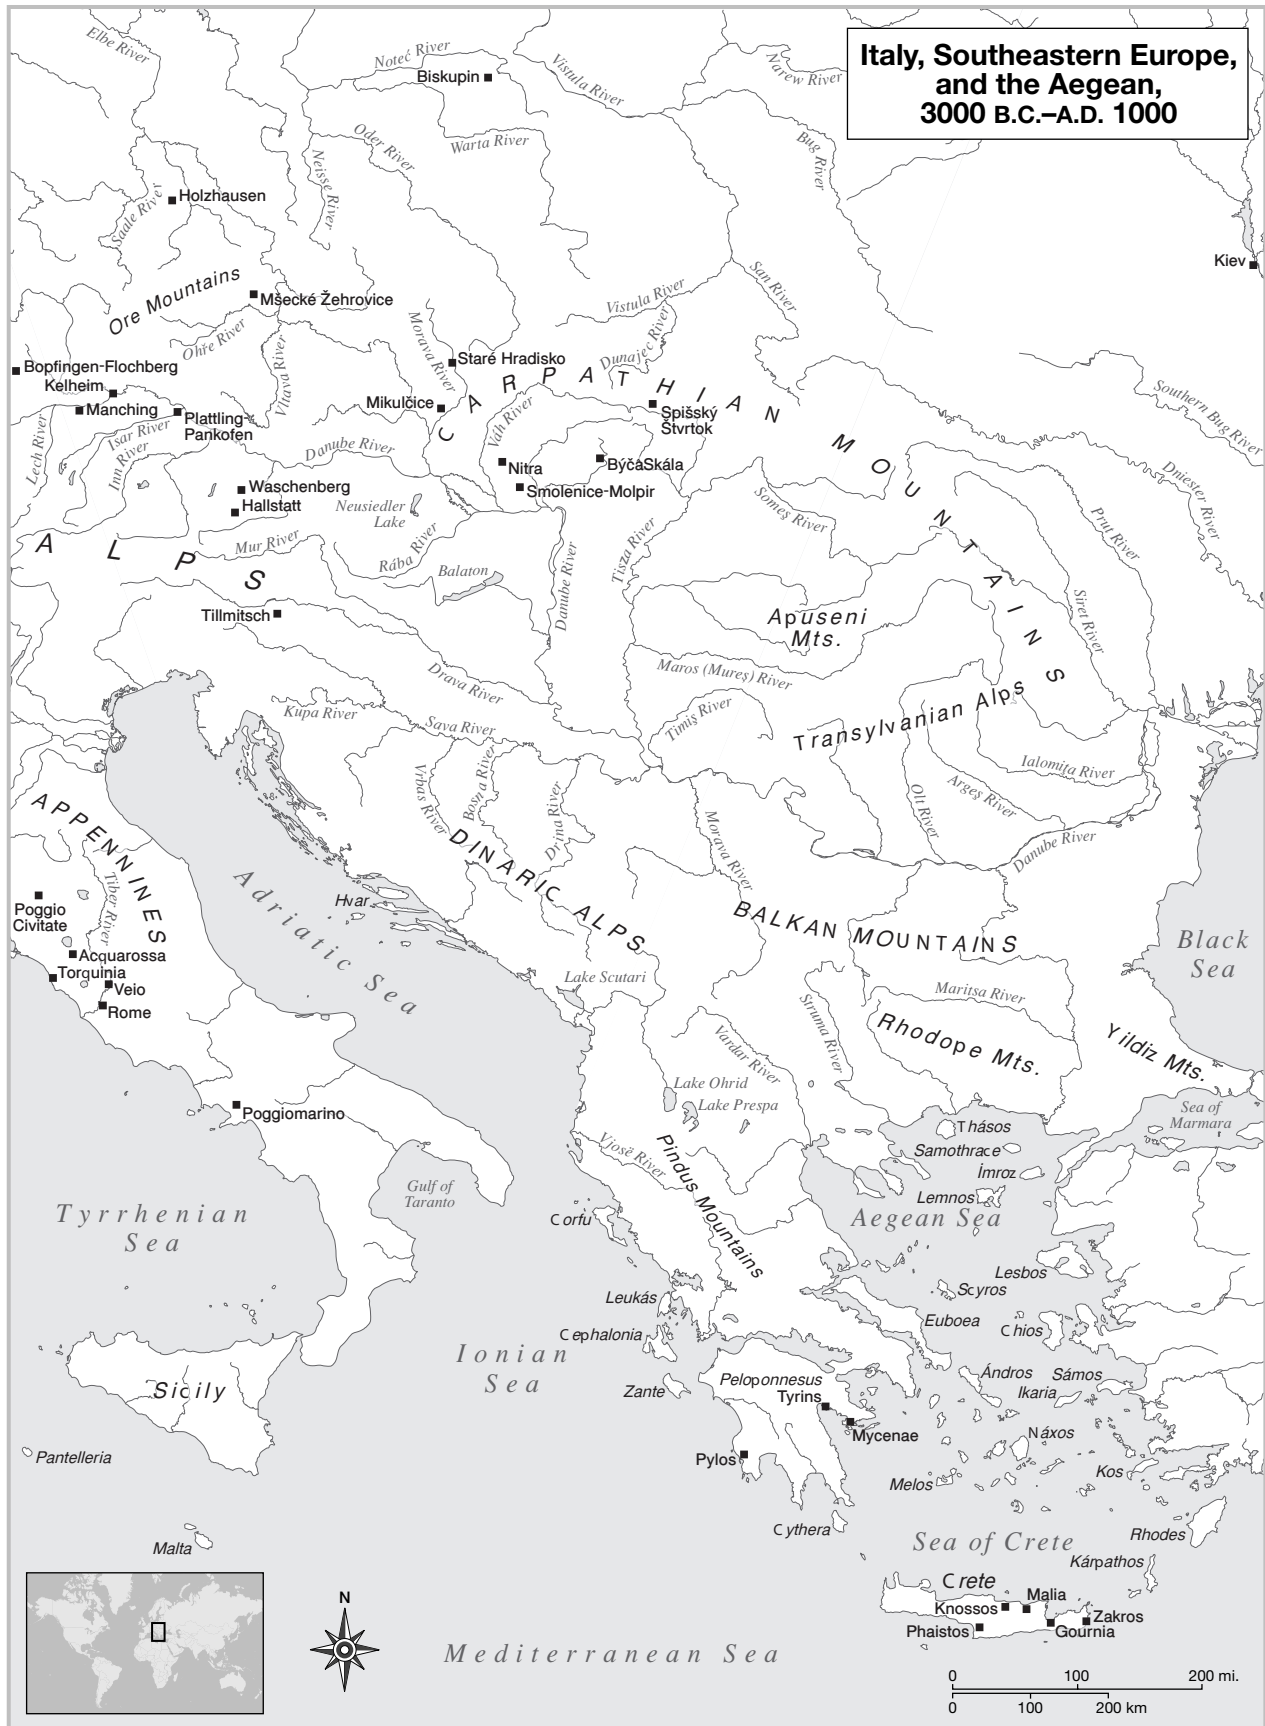 Italy, Southeastern Europe,
and the Aegean,
3000 B.C.–A.D. 1000
Elbe River
Noteć River
Biskupin
Vistula River
Narew River
Oder River
Warta River
Bug River
Neisse River
Saale River
Holzhausen
Kiev
Ore Mountains
Mšecké Žehrovice
San River
Vistula River
Ohře River
Vltava River
Morava River
Staré Hradisko
Dunajec River
Bopfingen-Flochberg
Kelheim
Manching
Plattling-
Pankofen
Mikulčice
CARPATHIAN MOUNTAINS
Váh River
Spišský
Štvrtok
Southern Bug River
Lech River
Isar River
Inn River
Danube River
Nitra
BýčáSkála
Smolenice-Molpir
Dniester River
Waschenberg
Hallstatt
Neusiedler
Lake
Someş River
Prut River
ALPS
Mur River
Rába River
Balaton
Danube River
Tisza River
Tillmitsch
Apuseni
Mts.
Siret River
Drava River
Maros (Mureş) River
Kupa River
Sava River
Timiş River
Transylvanian Alps
Vrbas River
Bosna River
Drina River
Ialomiţa River
Argeş River
Olt River
Morava River
Danube River
APPENNINES
DINARIC ALPS
Tiber River
Poggio
Civitate
Adriatic Sea
Hvar
BALKAN MOUNTAINS
Black
Sea
Acquarossa
Torquinia
Veio
Rome
Lake Scutari
Maritsa River
Struma River
Rhodope Mts.
Yildiz Mts.
Vardar River
Lake Ohrid
Lake Prespa
Poggiomarino
Sea of
Marmara
Thásos
Samothrace
İmroz
Lemnos
Vjosë River
Pindus Mountains
Gulf of
Taranto
Tyrrhenian
Sea
Corfu
Aegean Sea
Lesbos
Scyros
Leukás
Euboea
Chios
Cephalonia
Ionian
Sea
Sicily
Zante
Peloponnesus
Tyrins
Ándros
Sámos
Ikaria
Mycenae
Náxos
Pantelleria
Pylos
Kos
Melos
Malta
Cythera
Sea of Crete
Rhodes
Kárpathos
Crete
Malia
Knossos
Zakros
Phaistos
Gournia
N
Mediterranean Sea
0 100 200 mi.
0 100 200 km